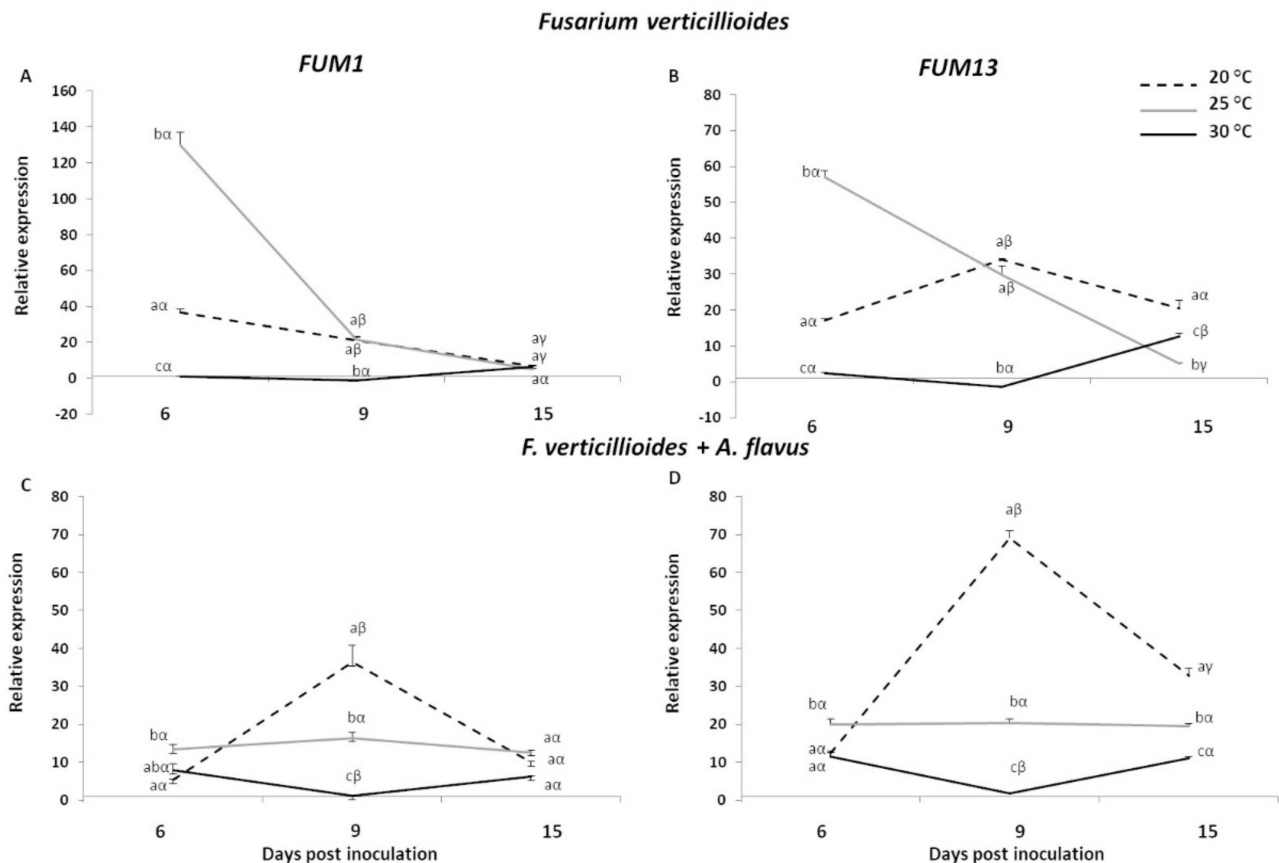 Fusarium verticillioides
A
FUM1
Relative expression
160
140
120
100
80
60
40
20
0
-20
bα
aα
cα
aβ
aβ
bα
aγ
aγ
aα
6 9 15
B
FUM13
20 °C
25 °C
30 °C
Relative expression
80
70
60
50
40
30
20
10
0
-10
bα
aα
cα
aβ
aβ
bα
aα
cβ
bγ
6 9 15
F. verticillioides + A. flavus
C
Relative expression
80
70
60
50
40
30
20
10
0
bα
abα
aα
aβ
bα
cβ
aα
aα
aα
6 9 15
Days post inoculation
D
Relative expression
80
70
60
50
40
30
20
10
0
bα
aα
aα
aβ
bα
cβ
aγ
bα
cα
6 9 15
Days post inoculation